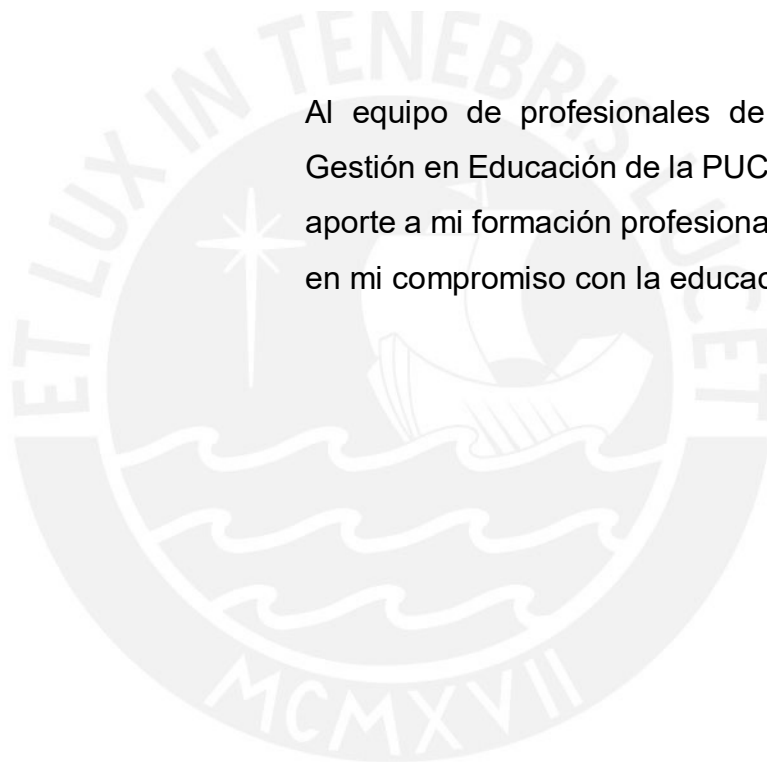 ET LUX IN TENEBRIS LUCET
Al equipo de profesionales de
Gestión en Educación de la PUC
aporte a mi formación profesiona
en mi compromiso con la educac
MCMXVII